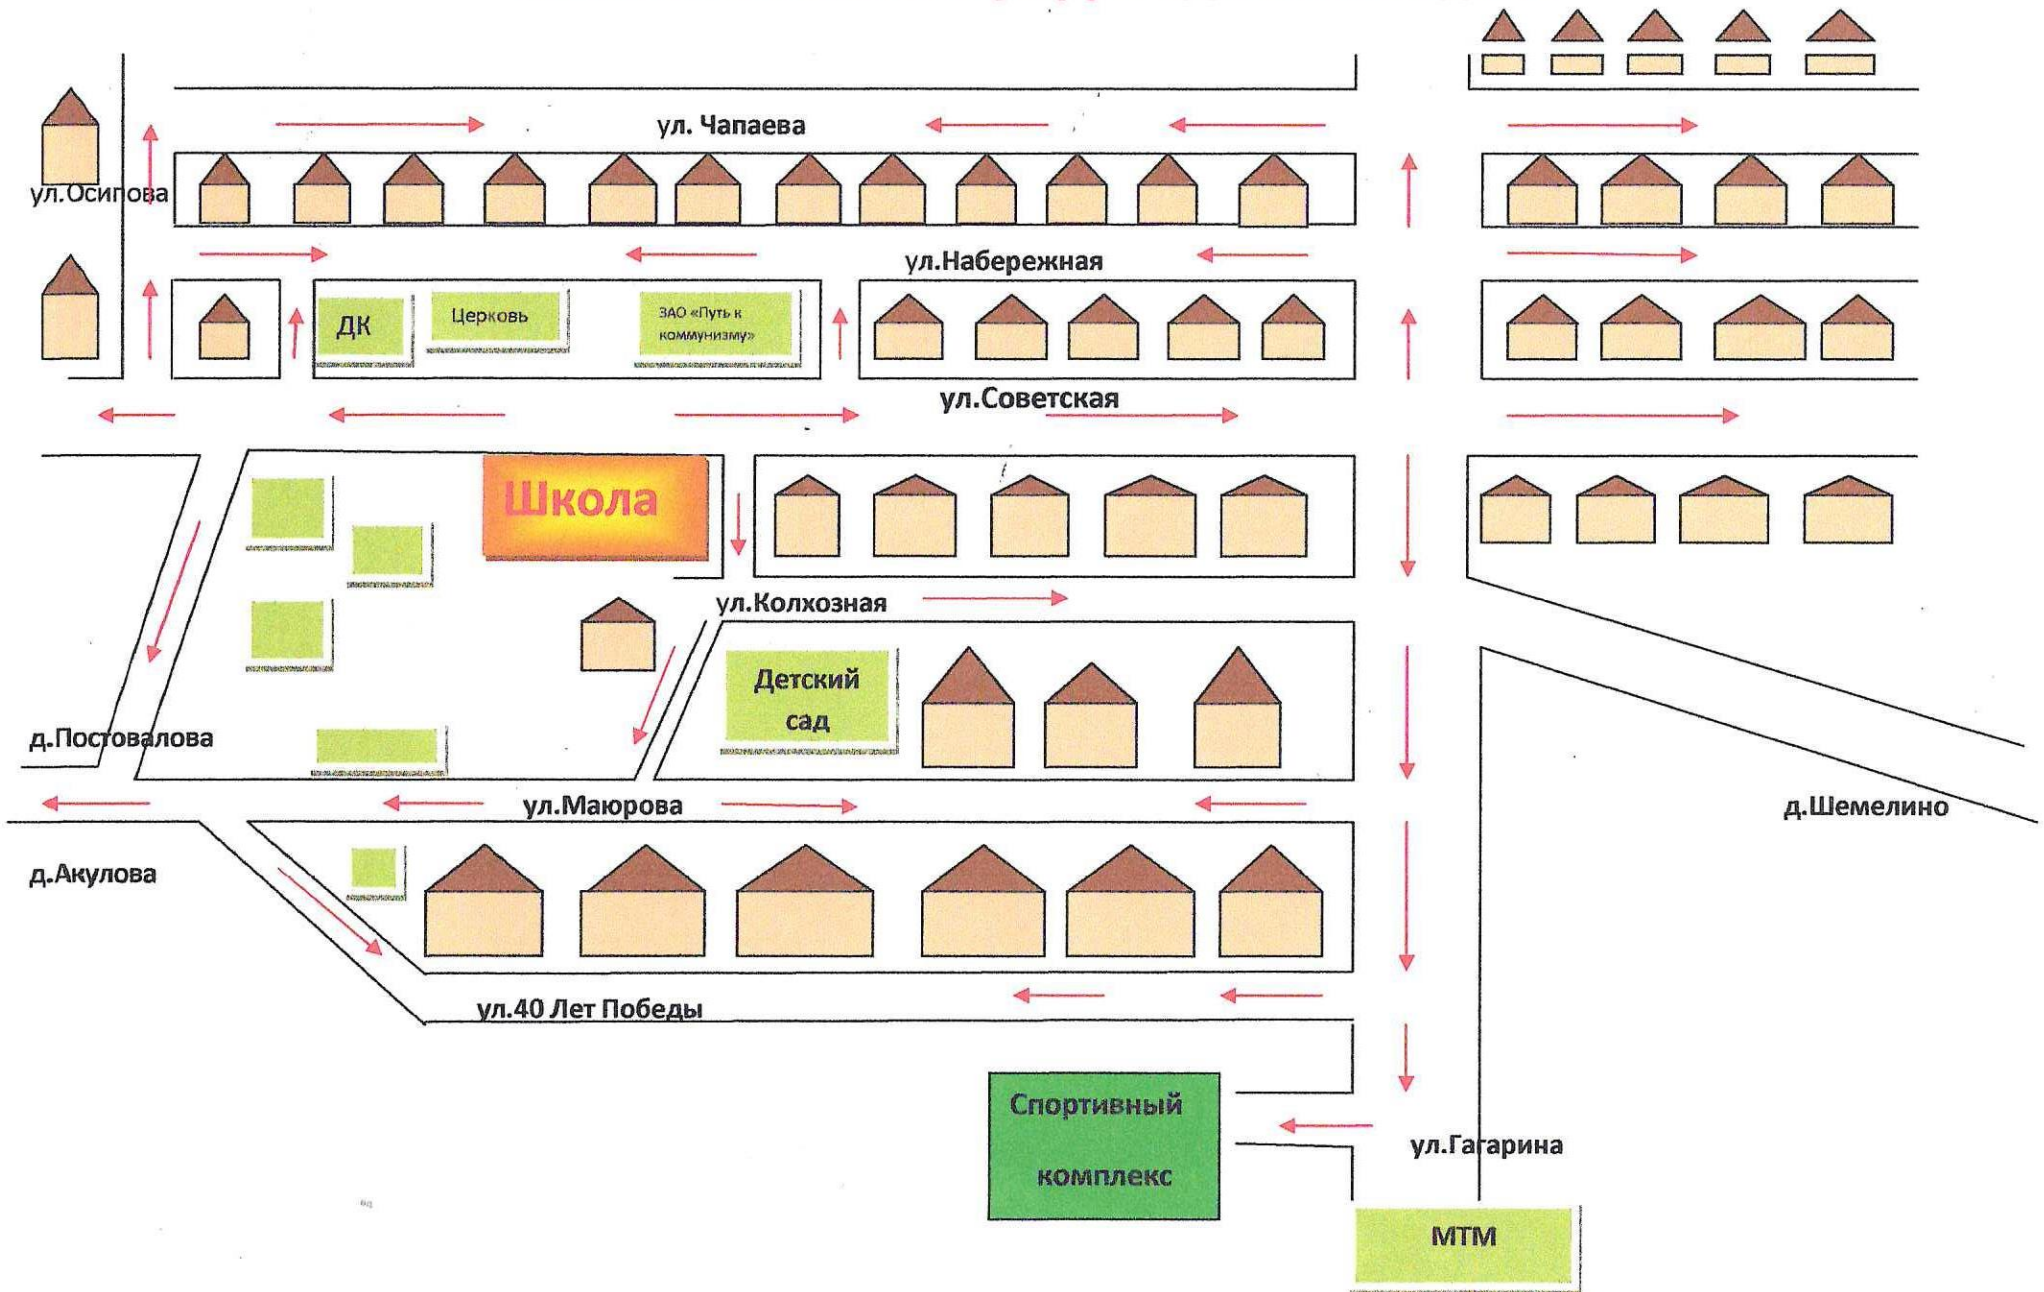 ул. Чапаева
ул.Осипова
ул.Набережная
ДК
Церковь
ЗАО «Путь к
коммунизму»
ул.Советская
Школа
ул.Колхозная
Детский
сад
д.Постовалова
ул.Маюрова
д.Шемелино
д.Акулова
ул.40 Лет Победы
Спортивный
комплекс
ул.Гагарина
МТМ